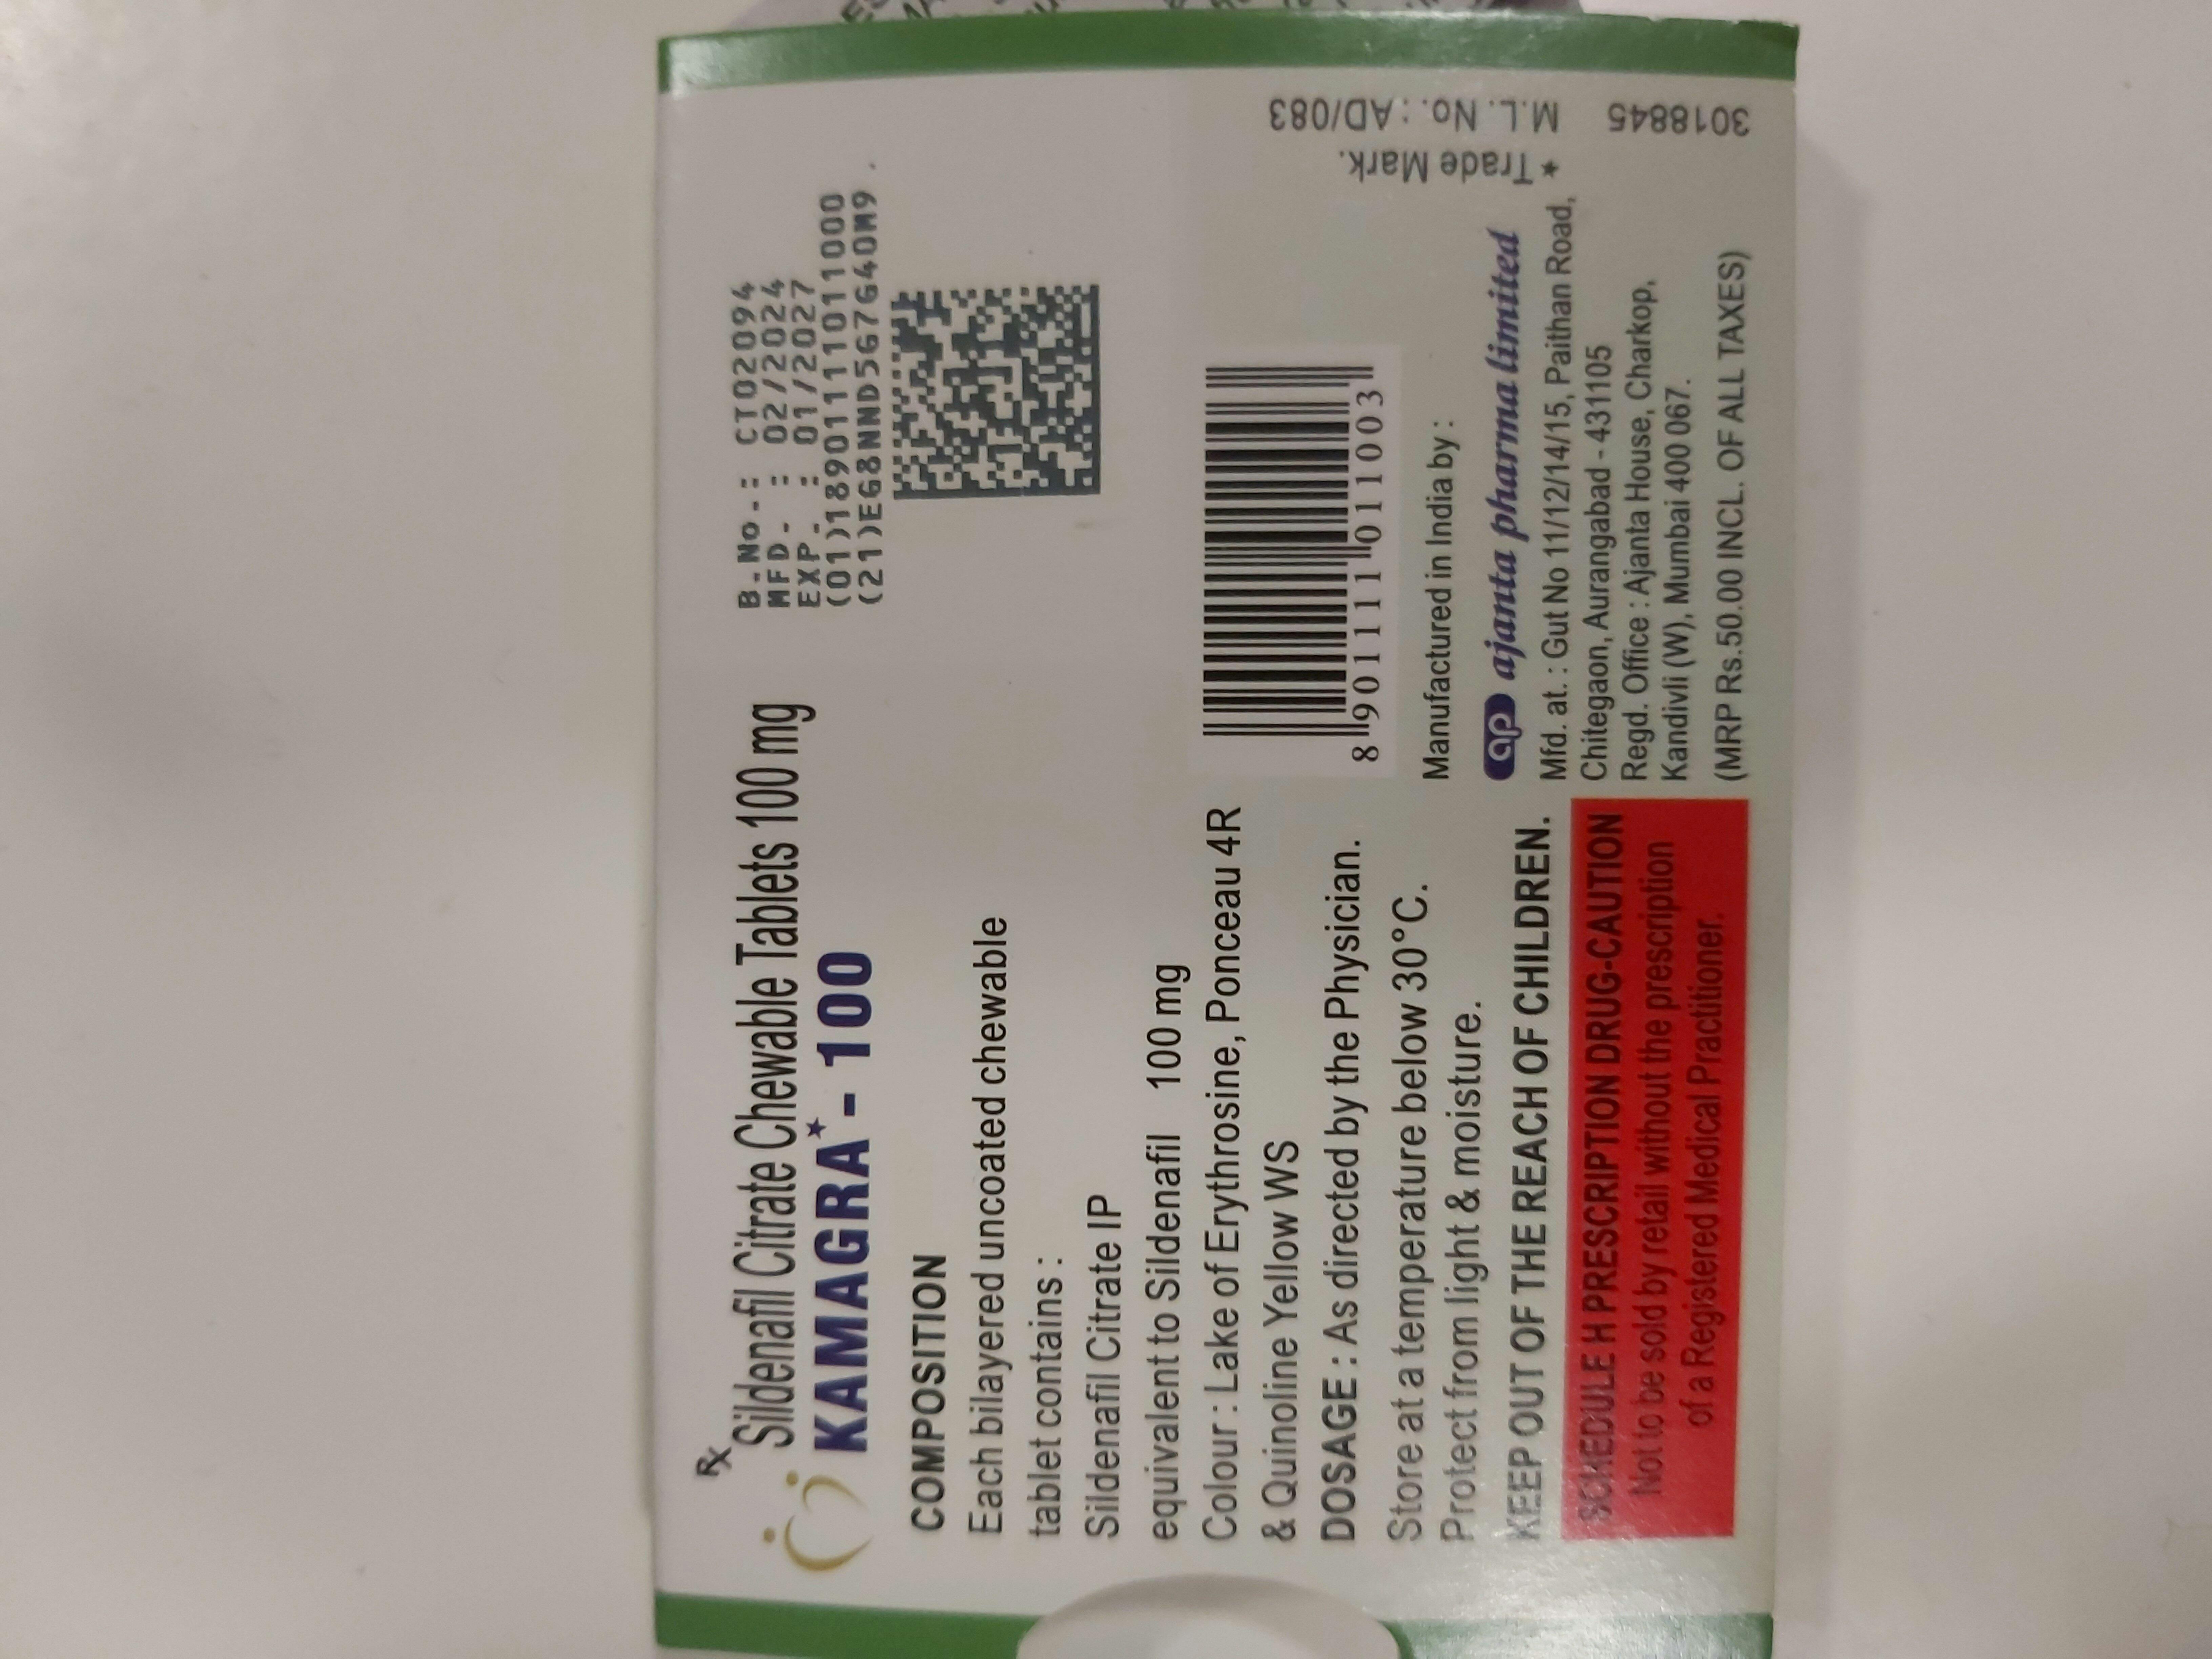 Rx
Sildenafil Citrate Chewable Tablets 100 mg
KAMAGRA*- 100
B.No.: CT02094
MFD. : 02/2024
EXP. : 01/2027
(01)18901111011000
(21)EG8NND5G7G40M9
COMPOSITION
Each bilayered uncoated chewable
tablet contains :
Sildenafil Citrate IP
equivalent to Sildenafil 100 mg
Colour : Lake of Erythrosine, Ponceau 4R
& Quinoline Yellow WS
DOSAGE : As directed by the Physician.
Store at a temperature below 30°C.
Protect from light & moisture.
KEEP OUT OF THE REACH OF CHILDREN.
SCHEDULE H PRESCRIPTION DRUG-CAUTION
Not to be sold by retail without the prescription
of a Registered Medical Practitioner.
8 901111 011003
Manufactured in India by :
ap ajanta pharma limited
Mfd. at. : Gut No 11/12/14/15, Paithan Road,
Chitegaon, Aurangabad - 431105
Regd. Office : Ajanta House, Charkop,
Kandivli (W), Mumbai 400 067.
(MRP Rs.50.00 INCL. OF ALL TAXES)
* Trade Mark.
M.L. No. : AD/083
3018845